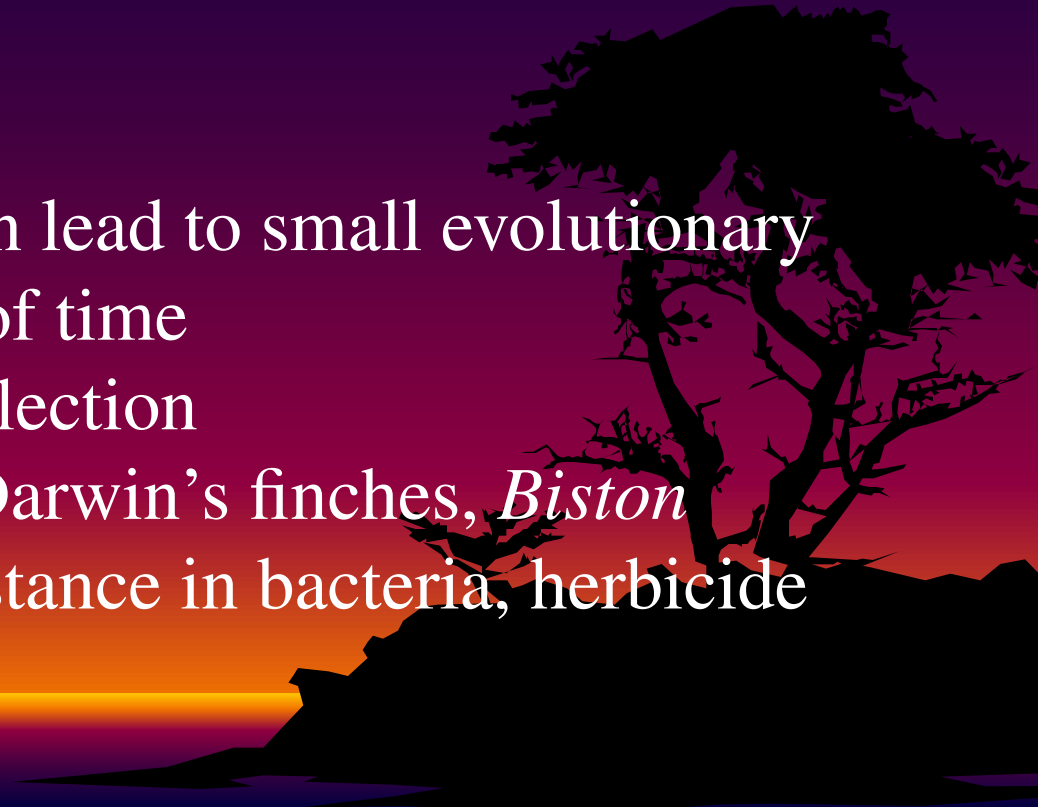 n lead to small evolutionary
of time
lection
Darwin’s finches, Biston
stance in bacteria, herbicide